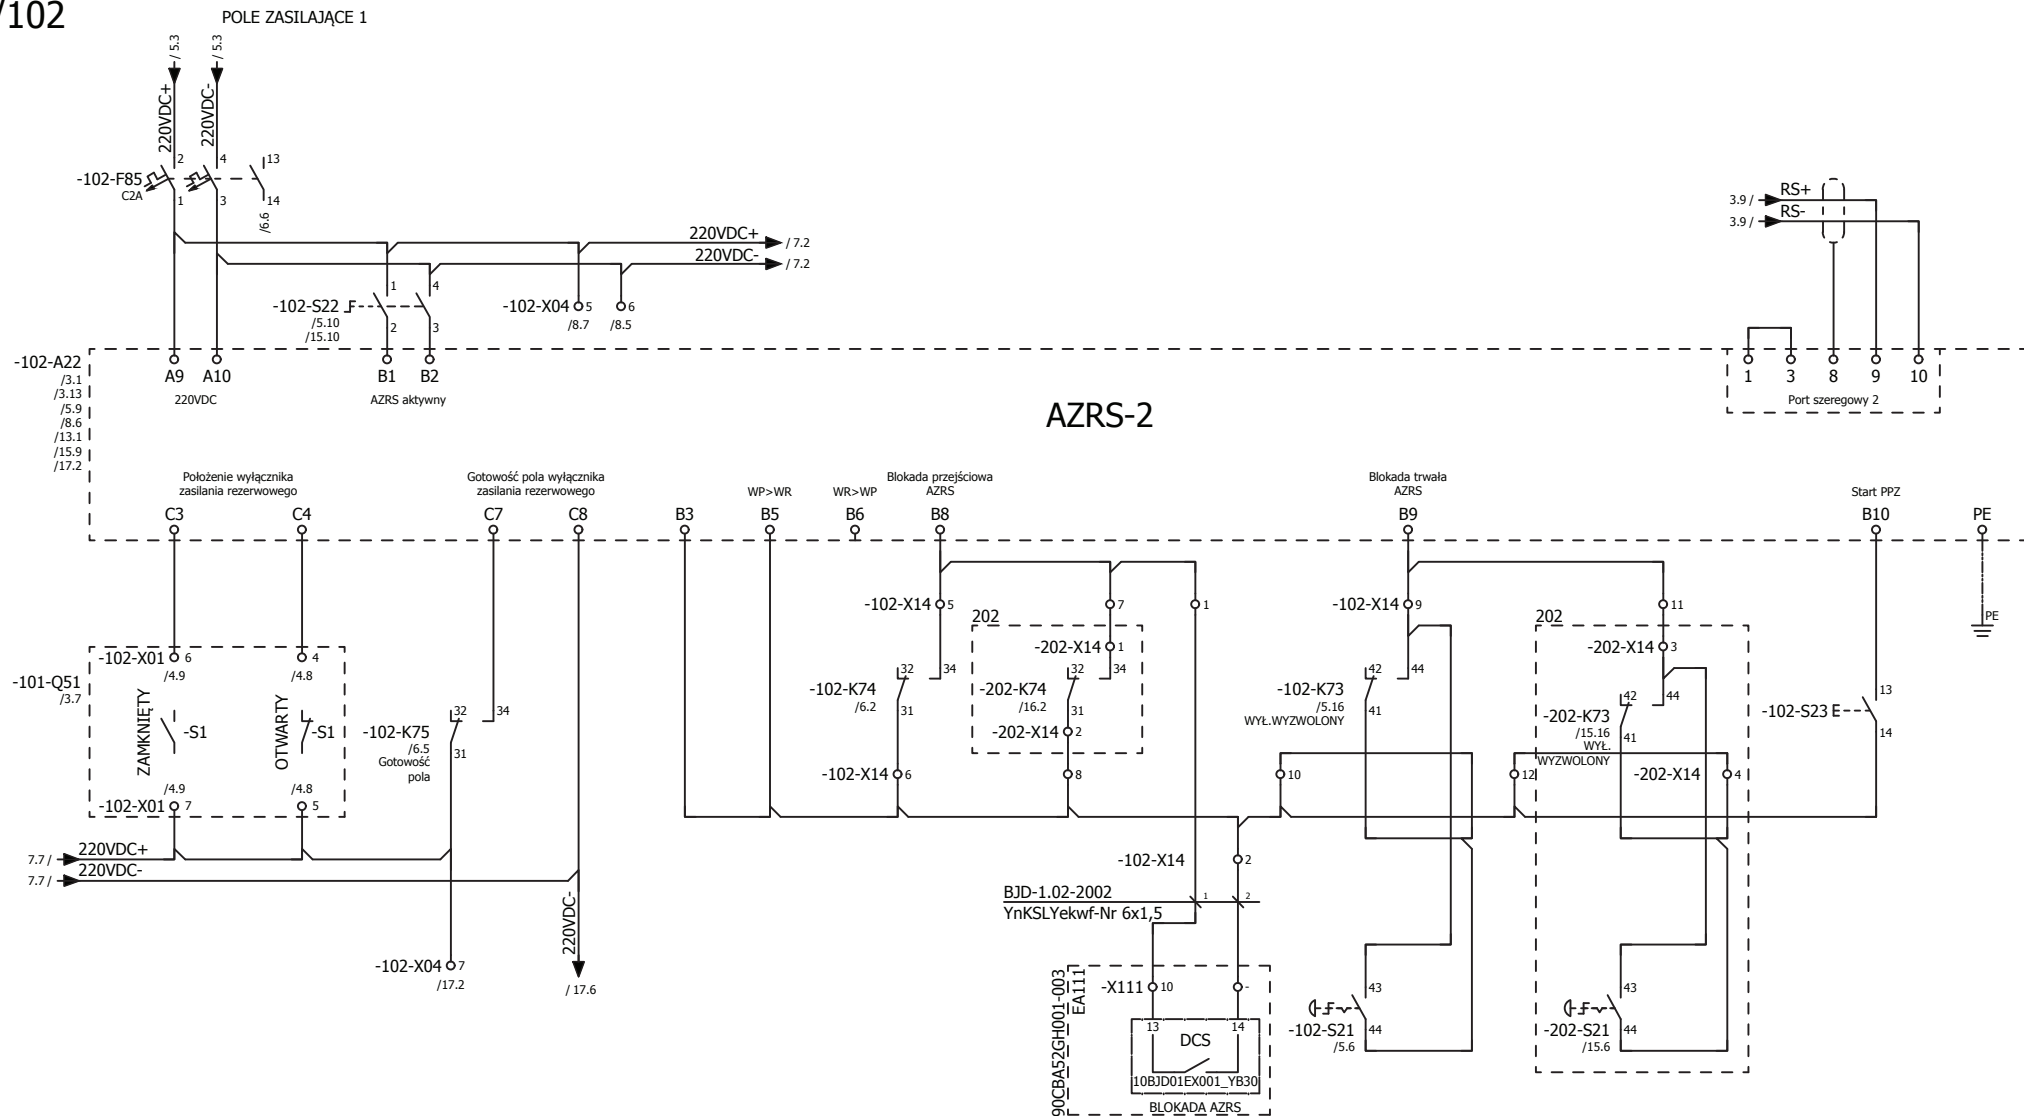 /102
POLE ZASILAJĄCE 1
/ 5.3
/ 5.3
220VDC+
220VDC-
2
4
13
-102-F85
C2A
1
3
14
/6.6
220VDC+
/ 7.2
220VDC-
/ 7.2
1
4
-102-S22
/5.10
/15.10
2
3
-102-X04
5
6
/8.7
/8.5
3.9 /
RS+
3.9 /
RS-
-102-A22
/3.1
/3.13
/5.9
/8.6
/13.1
/15.9
/17.2
A9
A10
B1
B2
220VDC
AZRS aktywny
AZRS-2
1
3
8
9
10
Port szeregowy 2
Położenie wyłącznika
zasilania rezerwowego
Gotowość pola wyłącznika
zasilania rezerwowego
WP>WR
WR>WP
Blokada przejściowa
AZRS
Blokada trwała
AZRS
Start PPZ
C3
C4
C7
C8
B3
B5
B6
B8
B9
B10
PE
PE
-102-X14
5
7
1
-102-X14
9
11
202
202
-202-X14
1
-202-X14
3
-101-Q51
/3.7
-102-X01
6
/4.9
4
/4.8
ZAMKNIĘTY
-S1
OTWARTY
-S1
/4.9
/4.8
-102-X01
7
5
-102-K75
/6.5
Gotowość
pola
32
34
31
-102-K74
/6.2
32
34
31
-202-K74
/16.2
32
34
31
-202-X14
2
-102-X14
6
8
-102-K73
/5.16
WYŁ.WYZWOLONY
42
44
41
-202-K73
/15.16
WYŁ.
WYZWOLONY
42
44
41
-102-S23
13
14
10
12
-202-X14
4
7.7 /
220VDC+
7.7 /
220VDC-
220VDC-
/ 17.6
-102-X04
7
/17.2
-102-X14
2
BJD-1.02-2002
YnKSLYekwf-Nr 6x1,5
1
2
90CBA52GH001-003
EA111
-X111
10
-
13
14
DCS
10BJD01EX001_YB30
BLOKADA AZRS
-102-S21
/5.6
43
44
-202-S21
/15.6
43
44